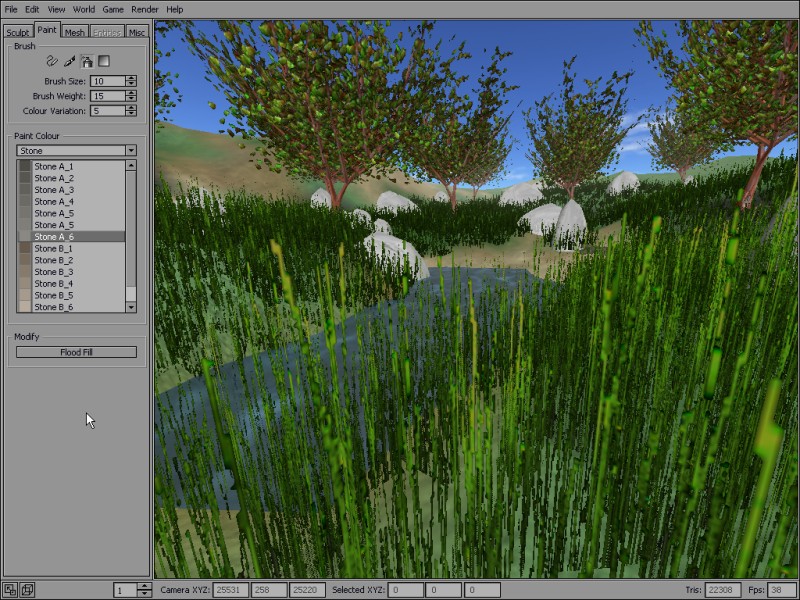 File Edit View World Game Render Help
Sculpt Paint Mesh Entities Misc
Brush
Brush Size: 10
Brush Weight: 15
Colour Variation: 5
Paint Colour
Stone
Stone A_1
Stone A_2
Stone A_3
Stone A_4
Stone A_5
Stone A_5
Stone A_6
Stone B_1
Stone B_2
Stone B_3
Stone B_4
Stone B_5
Stone B_6
Modify
Flood Fill
1 Camera XYZ: 25531 258 25220 Selected XYZ: 0 0 0 Tris: 22308 Fps: 38